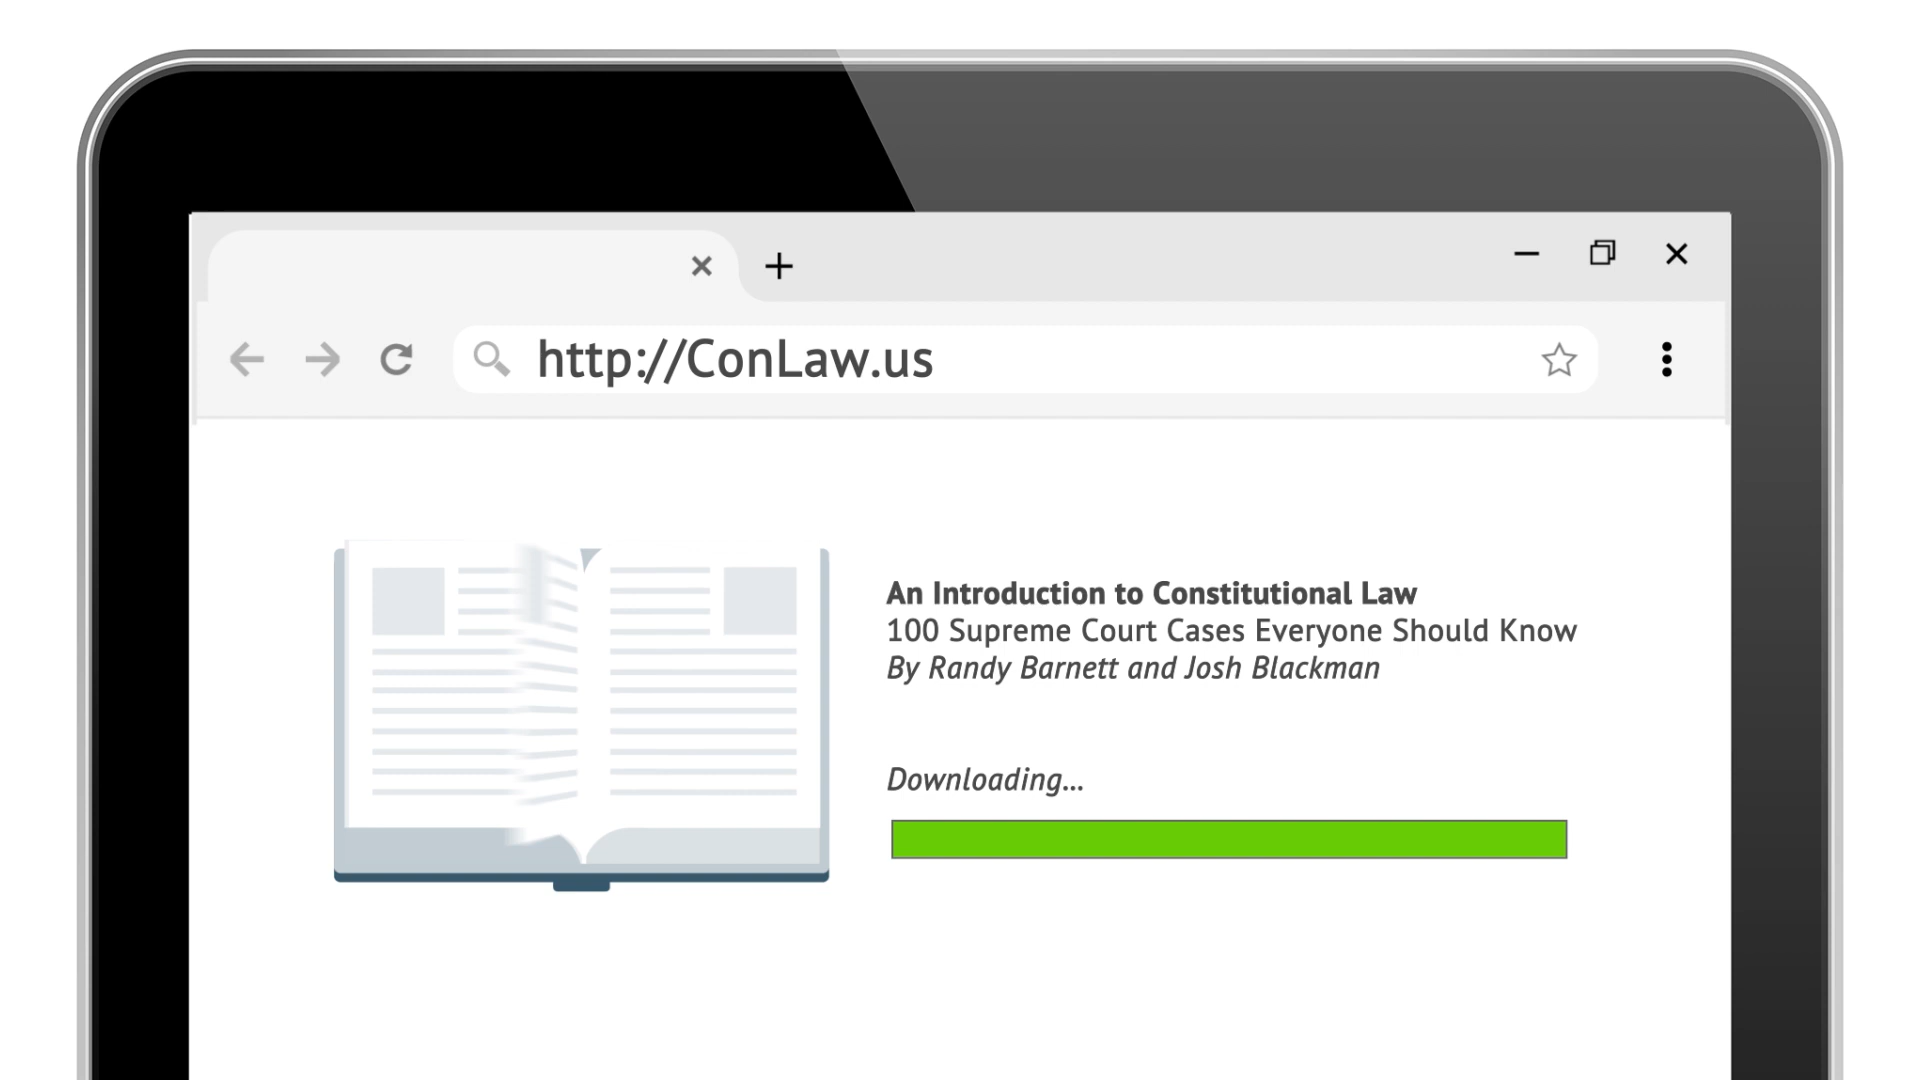 http://ConLaw.us
An Introduction to Constitutional Law
100 Supreme Court Cases Everyone Should Know
By Randy Barnett and Josh Blackman
Downloading...